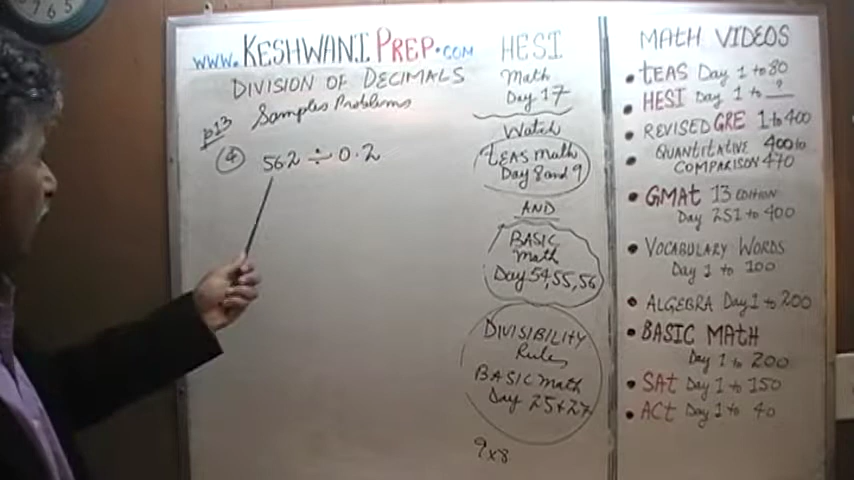 www.KESHWANIPREP.COM
DIVISION OF DECIMALS
Samples Problems
p13
④ 562 ÷ 0.2
HESI
Math
Day 17
Watch
TEAS Math
Day 8 and 9
AND
BASIC
Math
Day 54, 55, 56
DIVISIBILITY
Rules
BASIC Math
Day 25 + 27
9x8
MATH VIDEOS
• TEAS Day 1 to 80
• HESI Day 1 to ?
• REVISED GRE 1 to 400
• QUANTITATIVE 400 to
COMPARISON 470
• GMAT 13 EDITION
Day 251 to 400
• VOCABULARY WORDS
Day 1 to 100
• ALGEBRA Day 1 to 200
• BASIC MATH
Day 1 to 200
• SAT Day 1 to 150
• ACT Day 1 to 40